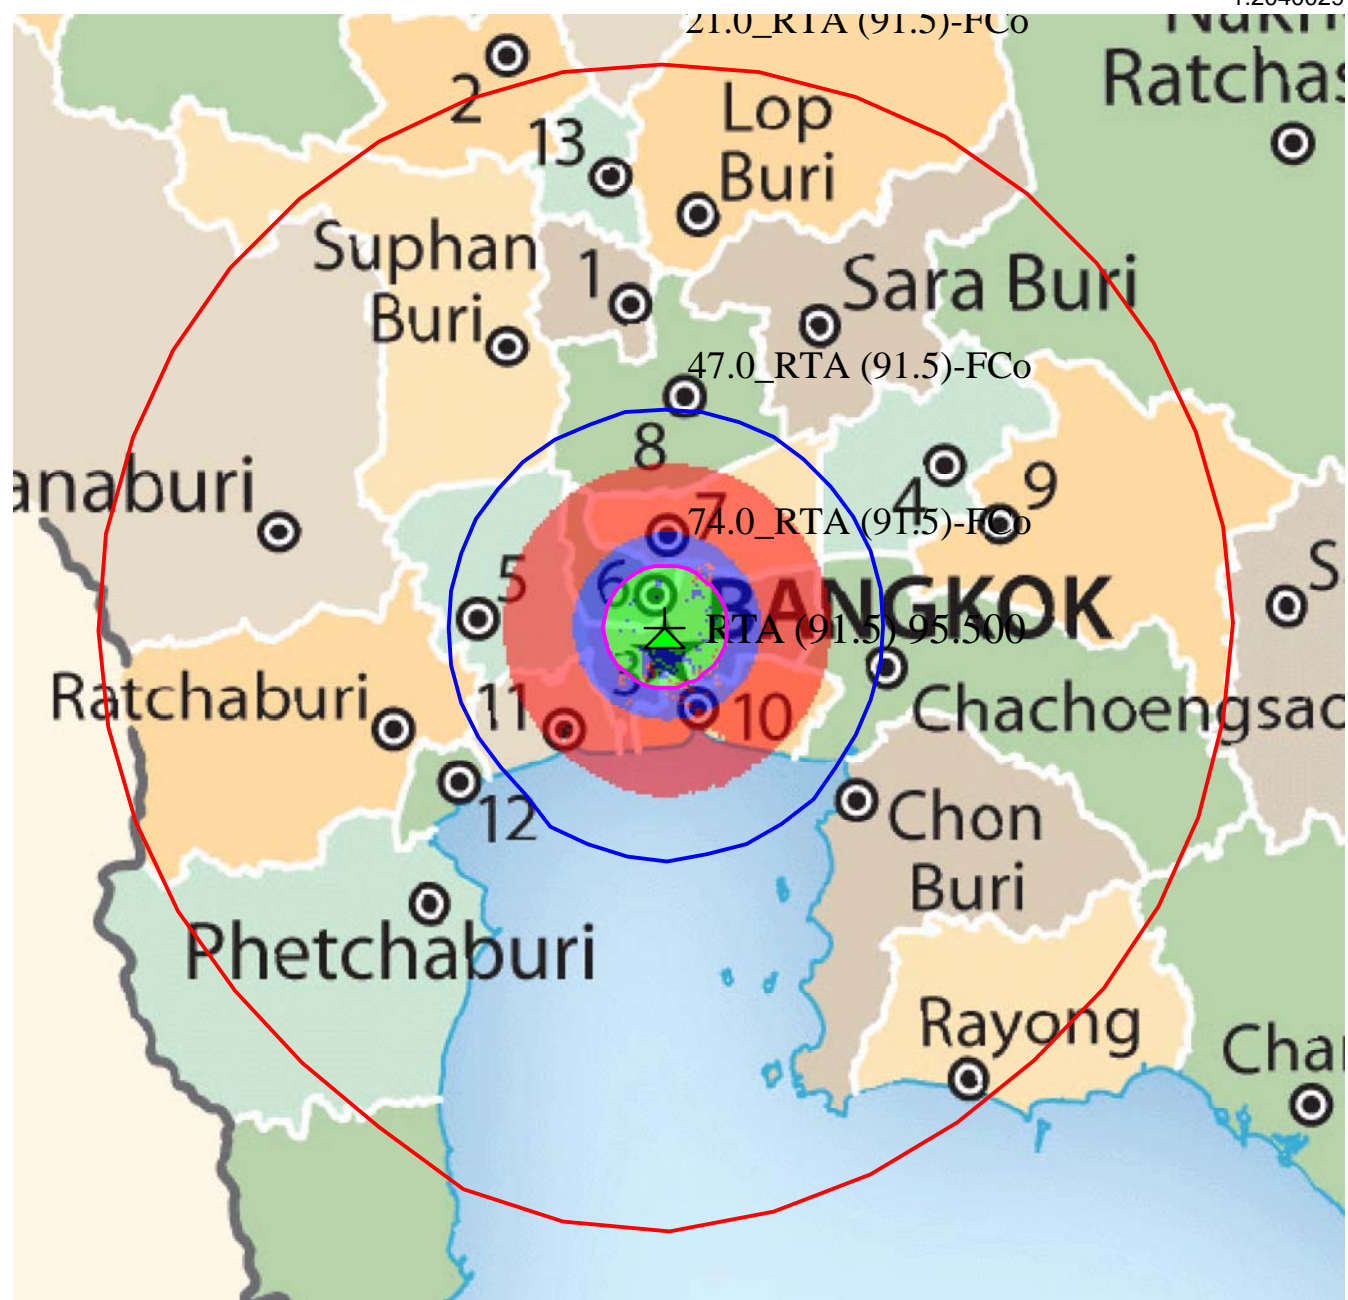 21.0_RTA (91.5)-FCo
2
Lop
Buri
Ratchas
13
Suphan
Buri
1
Sara Buri
47.0_RTA (91.5)-FCo
8
anaburi
4
9
7
74.0_RTA (91.5)-FCo
5
6
BANGKOK
RTA (91.5) 95.500
S
3
Ratchaburi
11
10
Chachoengsao
12
Chon
Buri
Phetchaburi
Rayong
Cha